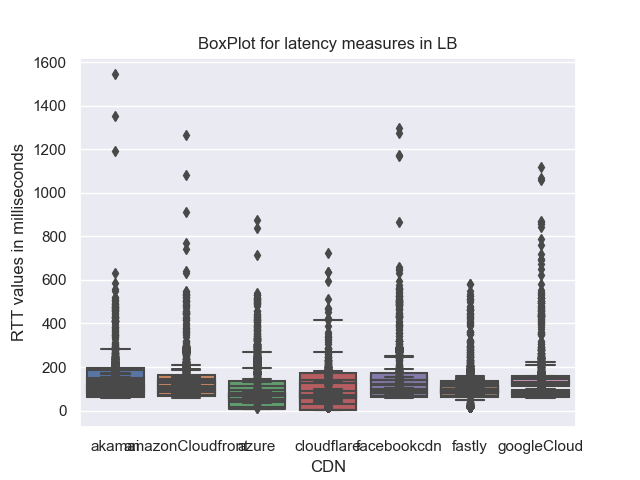 BoxPlot for latency measures in LB
1600
1400
1200
1000
800
600
400
200
0
RTT values in milliseconds
akamai amazonCloudfront azure cloudflare facebookcdn fastly googleCloud
CDN